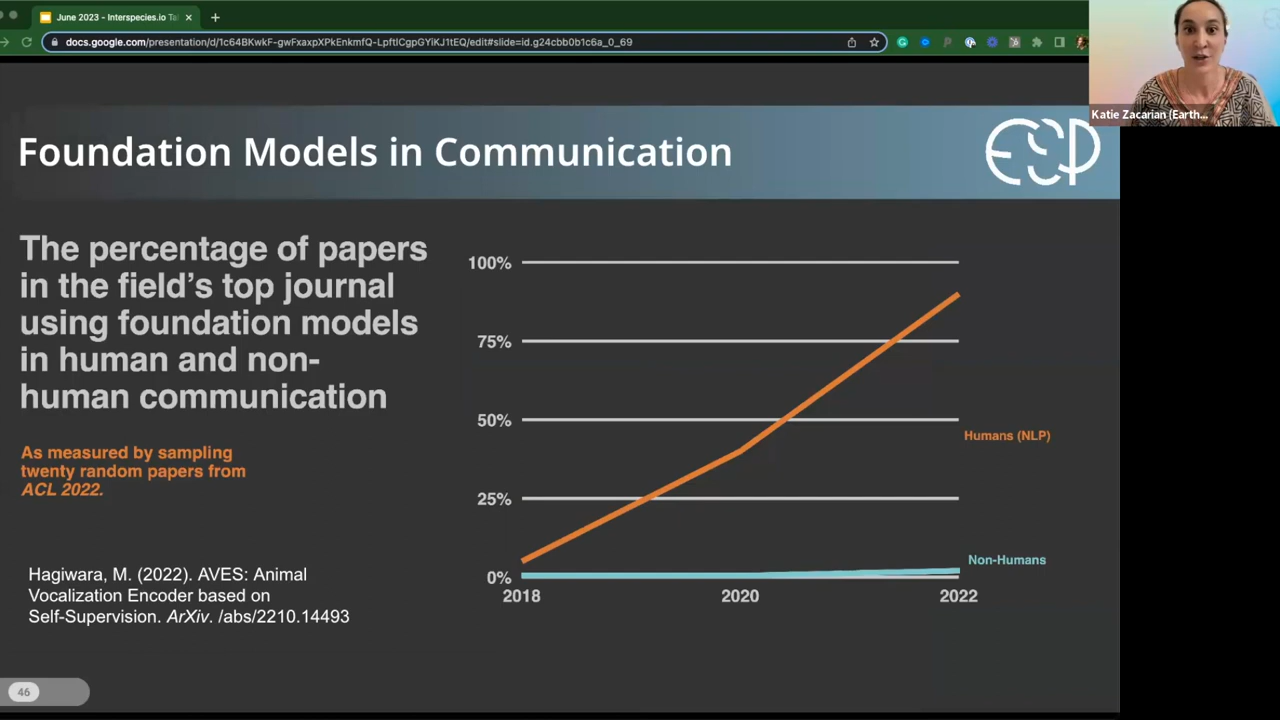 June 2023 - Interspecies.io Tal
docs.google.com/presentation/d/1c64BKwkF-gwFxaxpXPkEnkmfQ-LpftlCgpGYiKJ1tEQ/edit#slide=id.g24cbb0b1c6a_0_69
Katie Zacarian (Earth...
Foundation Models in Communication
ESP
The percentage of papers
in the field's top journal
using foundation models
in human and non-
human communication
As measured by sampling
twenty random papers from
ACL 2022.
Hagiwara, M. (2022). AVES: Animal
Vocalization Encoder based on
Self-Supervision. ArXiv. /abs/2210.14493
100%
75%
50%
25%
0%
2018
2020
2022
Humans (NLP)
Non-Humans
46